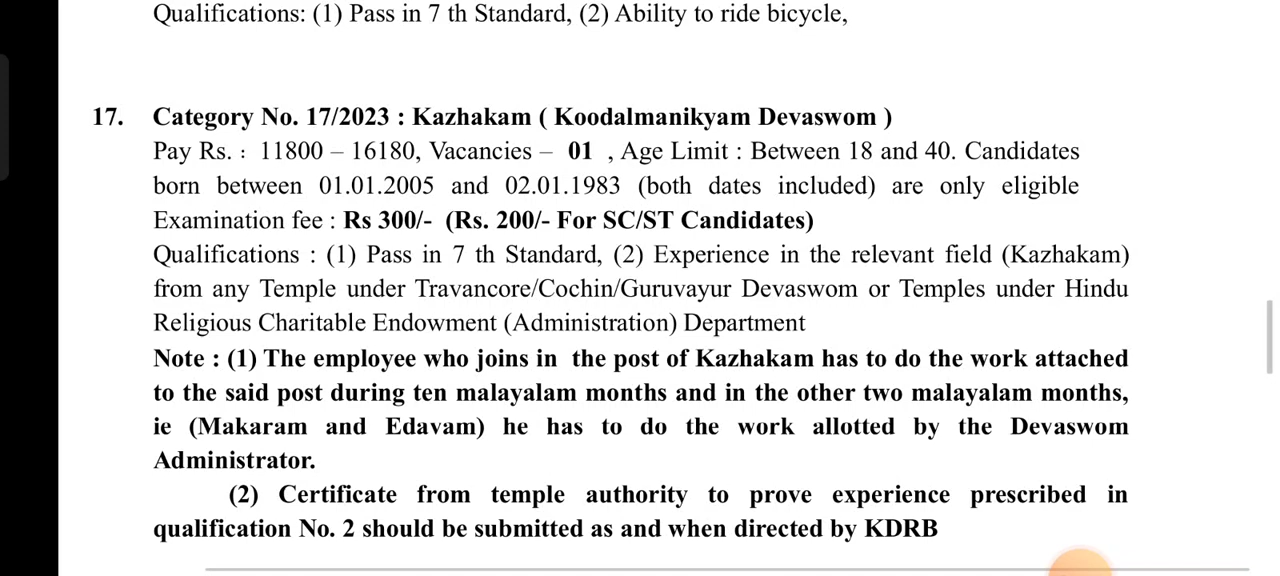 Qualifications: (1) Pass in 7 th Standard, (2) Ability to ride bicycle,
17. Category No. 17/2023 : Kazhakam ( Koodalmanikyam Devaswom )
Pay Rs. : 11800 – 16180, Vacancies – 01 , Age Limit : Between 18 and 40. Candidates
born between 01.01.2005 and 02.01.1983 (both dates included) are only eligible
Examination fee : Rs 300/- (Rs. 200/- For SC/ST Candidates)
Qualifications : (1) Pass in 7 th Standard, (2) Experience in the relevant field (Kazhakam)
from any Temple under Travancore/Cochin/Guruvayur Devaswom or Temples under Hindu
Religious Charitable Endowment (Administration) Department
Note : (1) The employee who joins in the post of Kazhakam has to do the work attached
to the said post during ten malayalam months and in the other two malayalam months,
ie (Makaram and Edavam) he has to do the work allotted by the Devaswom
Administrator.
(2) Certificate from temple authority to prove experience prescribed in
qualification No. 2 should be submitted as and when directed by KDRB